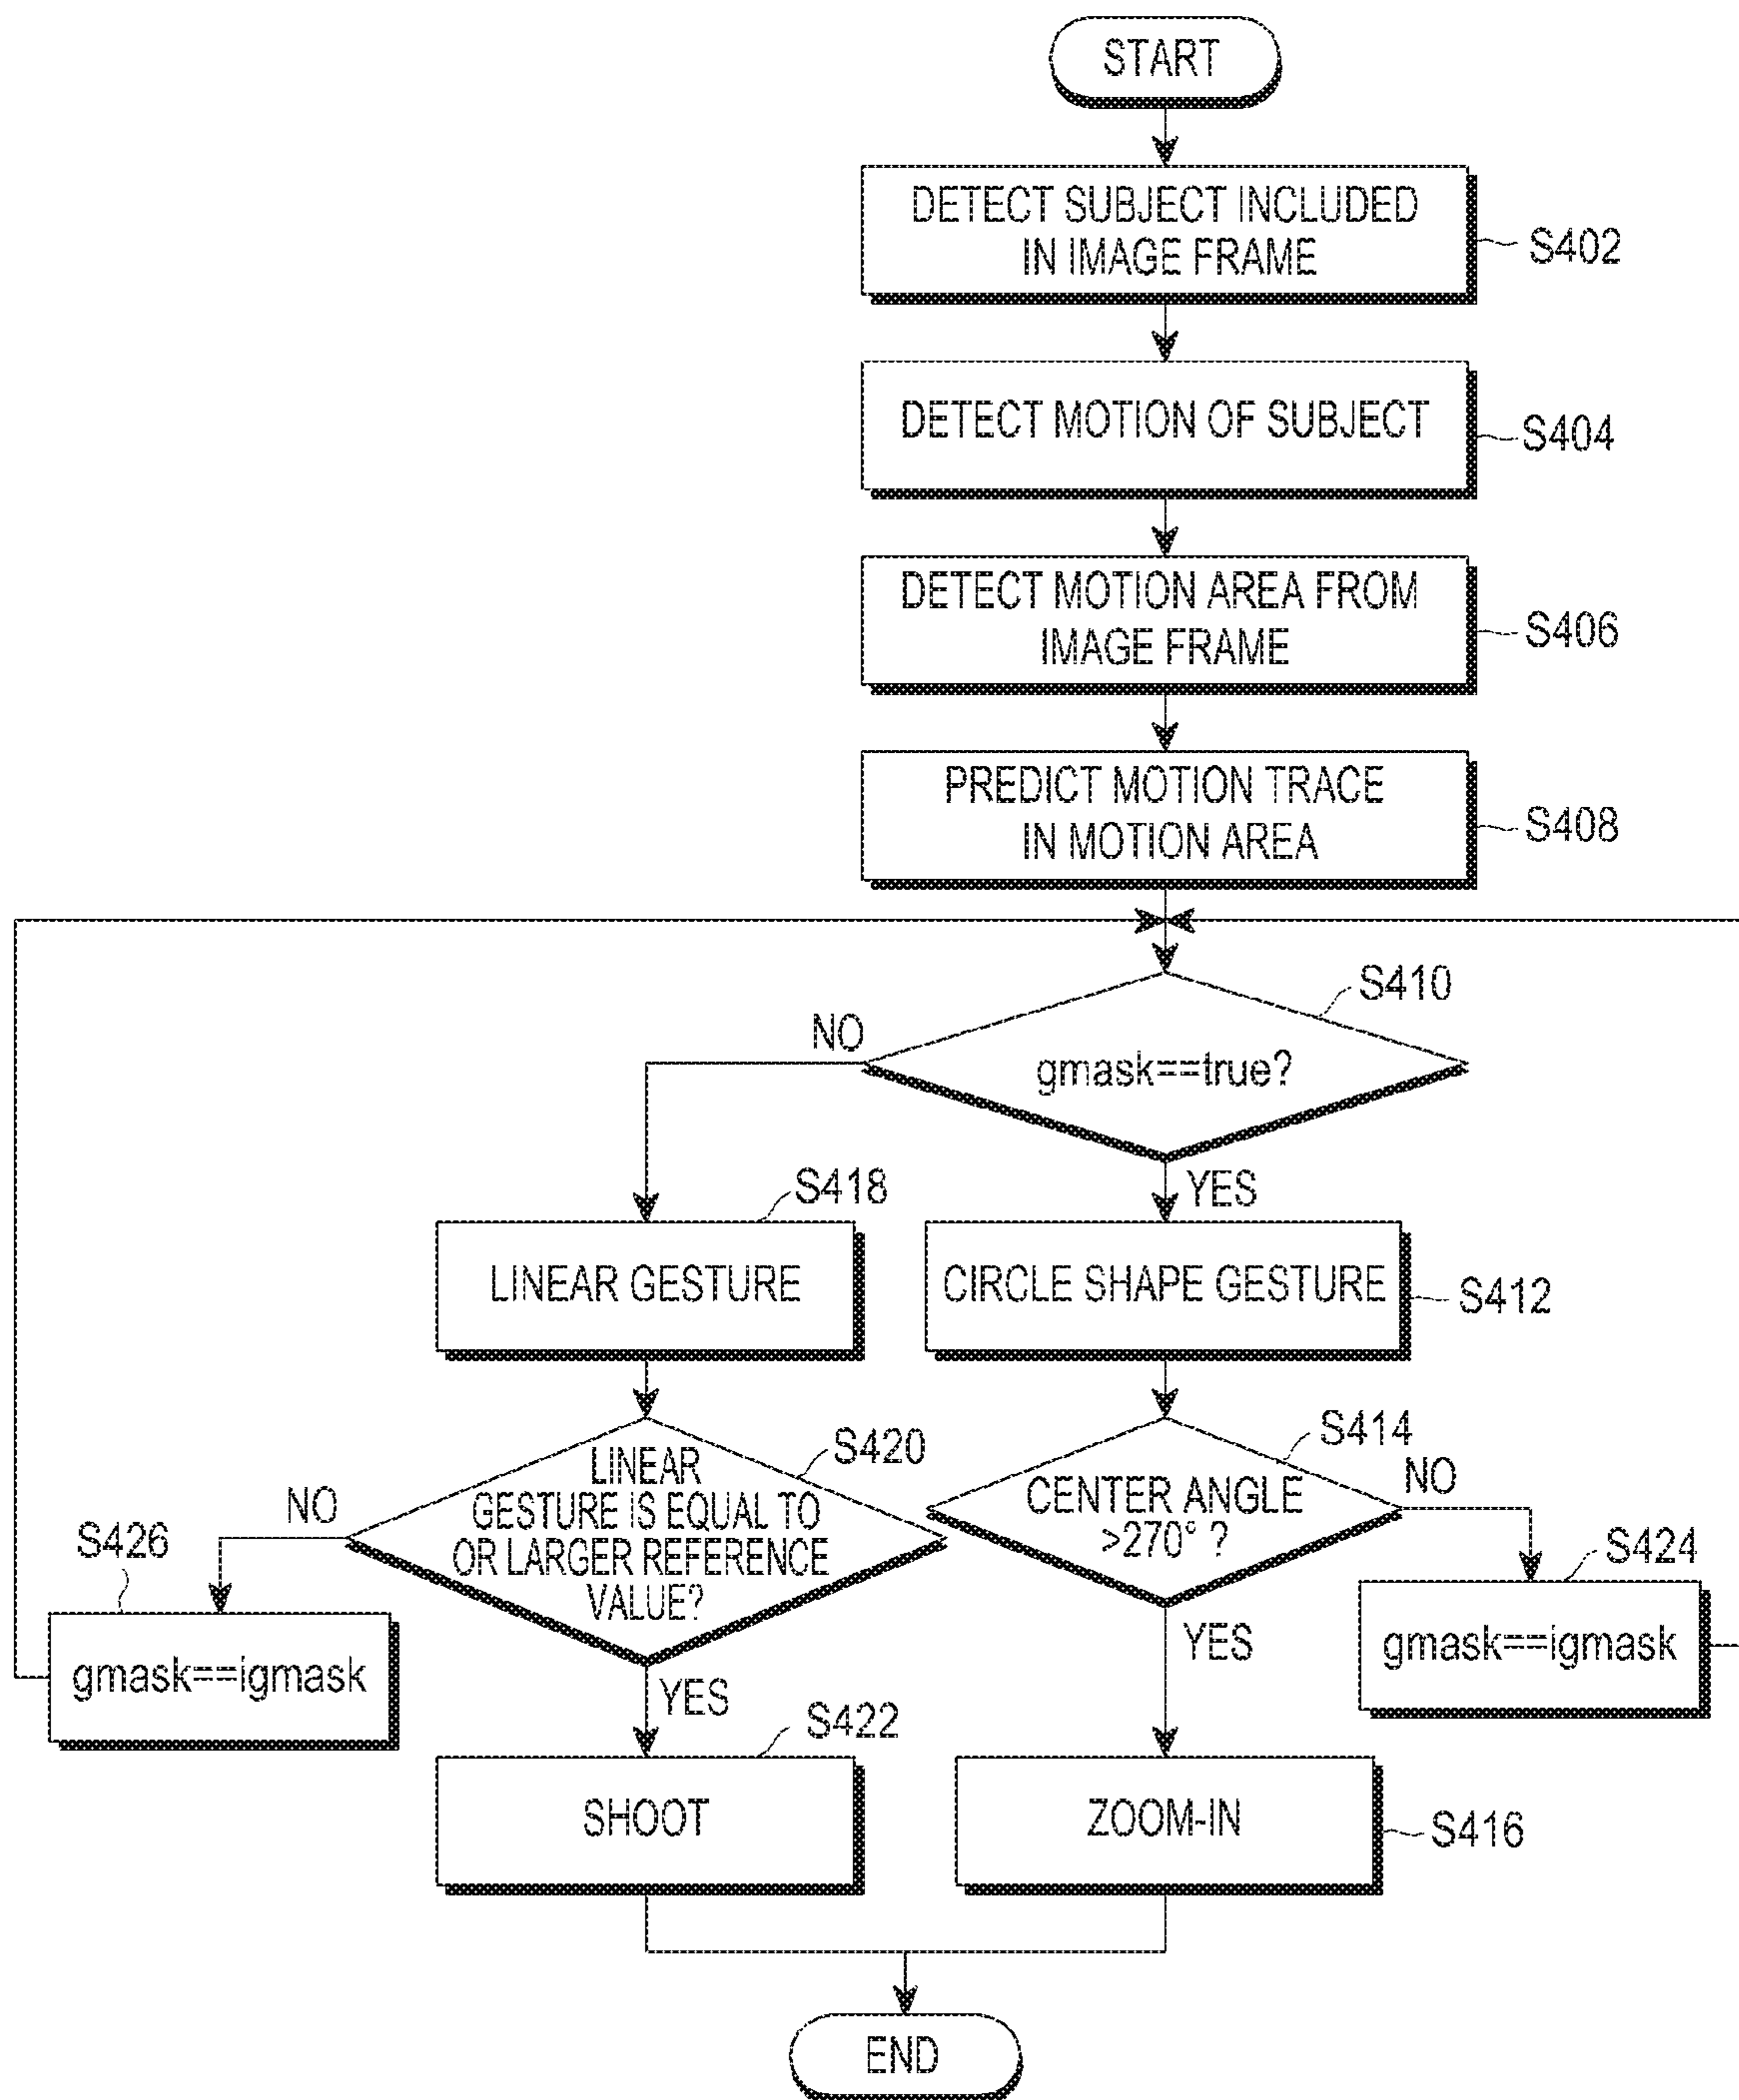 START
DETECT SUBJECT INCLUDED
IN IMAGE FRAME
S402
DETECT MOTION OF SUBJECT
S404
DETECT MOTION AREA FROM
IMAGE FRAME
S406
PREDICT MOTION TRACE
IN MOTION AREA
S408
S410
NO
gmask==true?
YES
S418
LINEAR GESTURE
CIRCLE SHAPE GESTURE
S412
S420
LINEAR
GESTURE IS EQUAL TO
OR LARGER REFERENCE
VALUE?
NO
S414
CENTER ANGLE
>270° ?
NO
S426
gmask==igmask
S424
gmask==igmask
YES
YES
S422
SHOOT
ZOOM-IN
S416
END